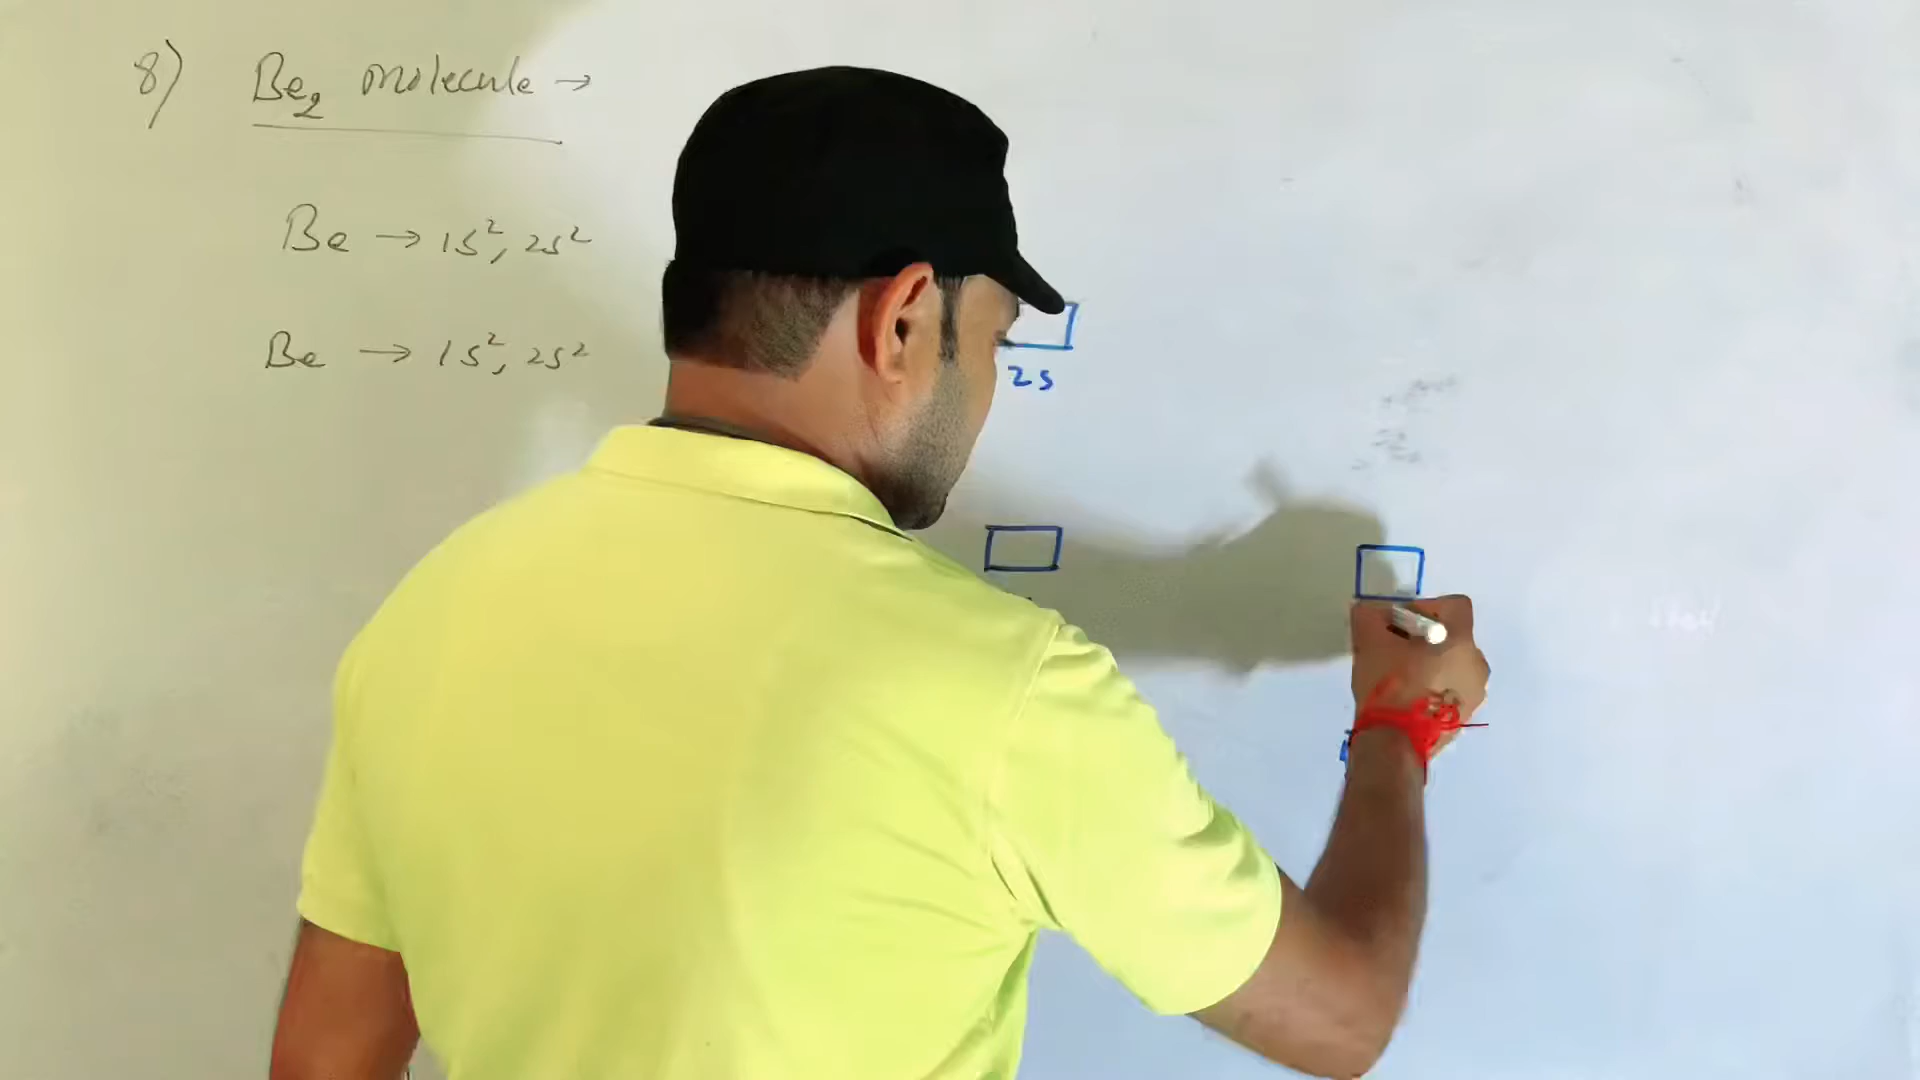 8) Be₂ molecule →
Be → 1s², 2s²
Be → 1s², 2s²
2s